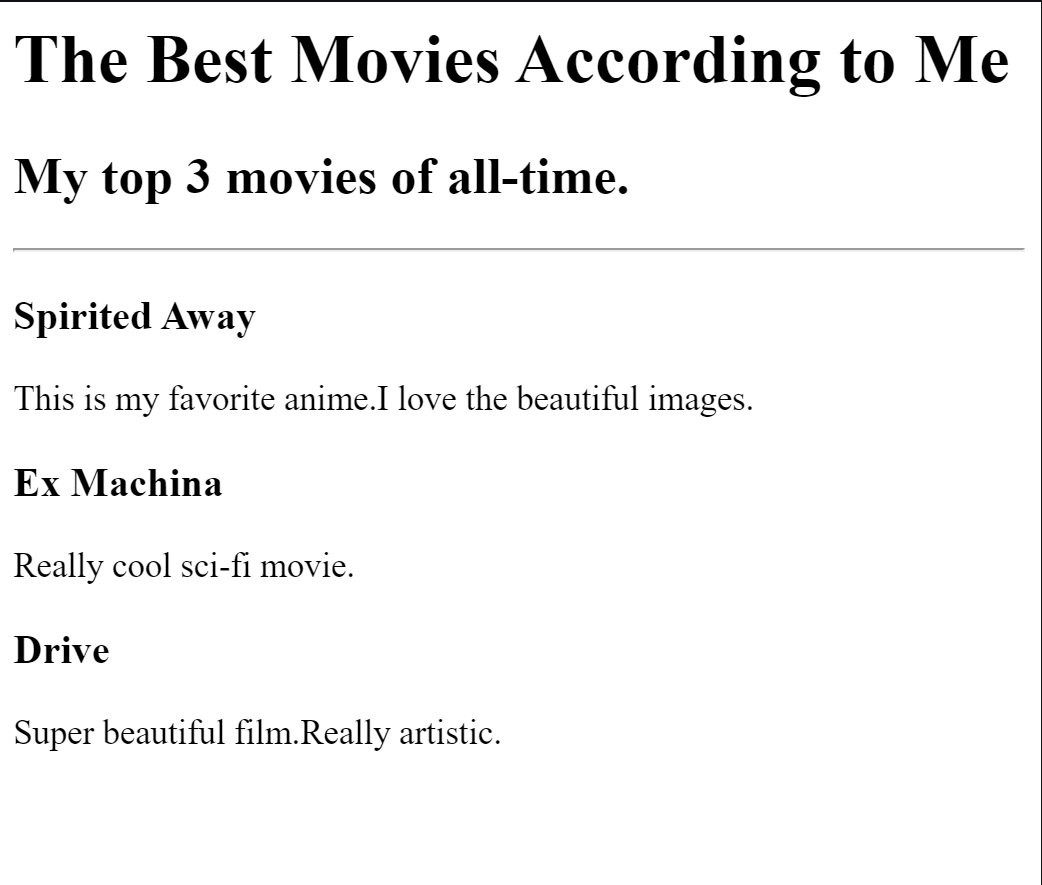 The Best Movies According to Me
My top 3 movies of all-time.
Spirited Away
This is my favorite anime.I love the beautiful images.
Ex Machina
Really cool sci-fi movie.
Drive
Super beautiful film.Really artistic.